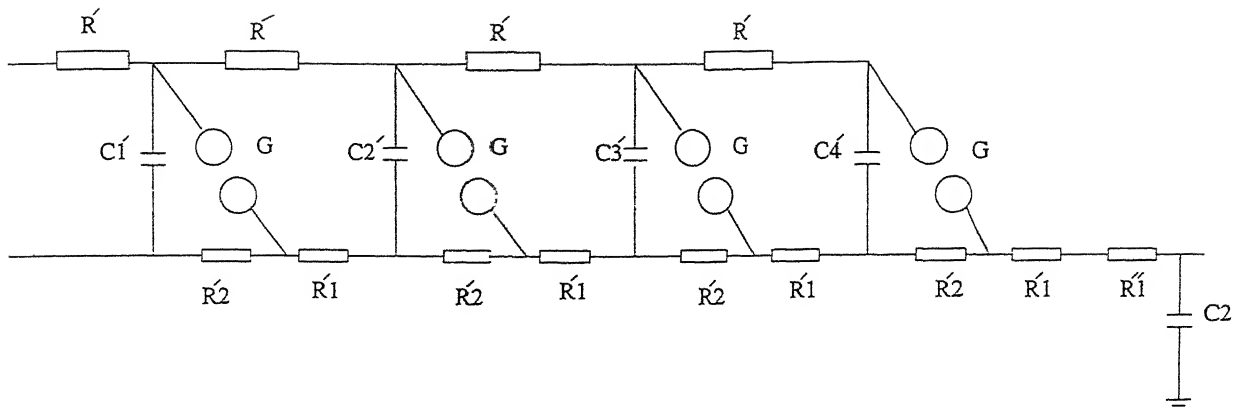 R′ R′ R′ R′
C1′ G C2′ G C3′ G C4′ G
C2
R′2 R′1 R′2 R′1 R′2 R′1 R′2 R′1 R″1